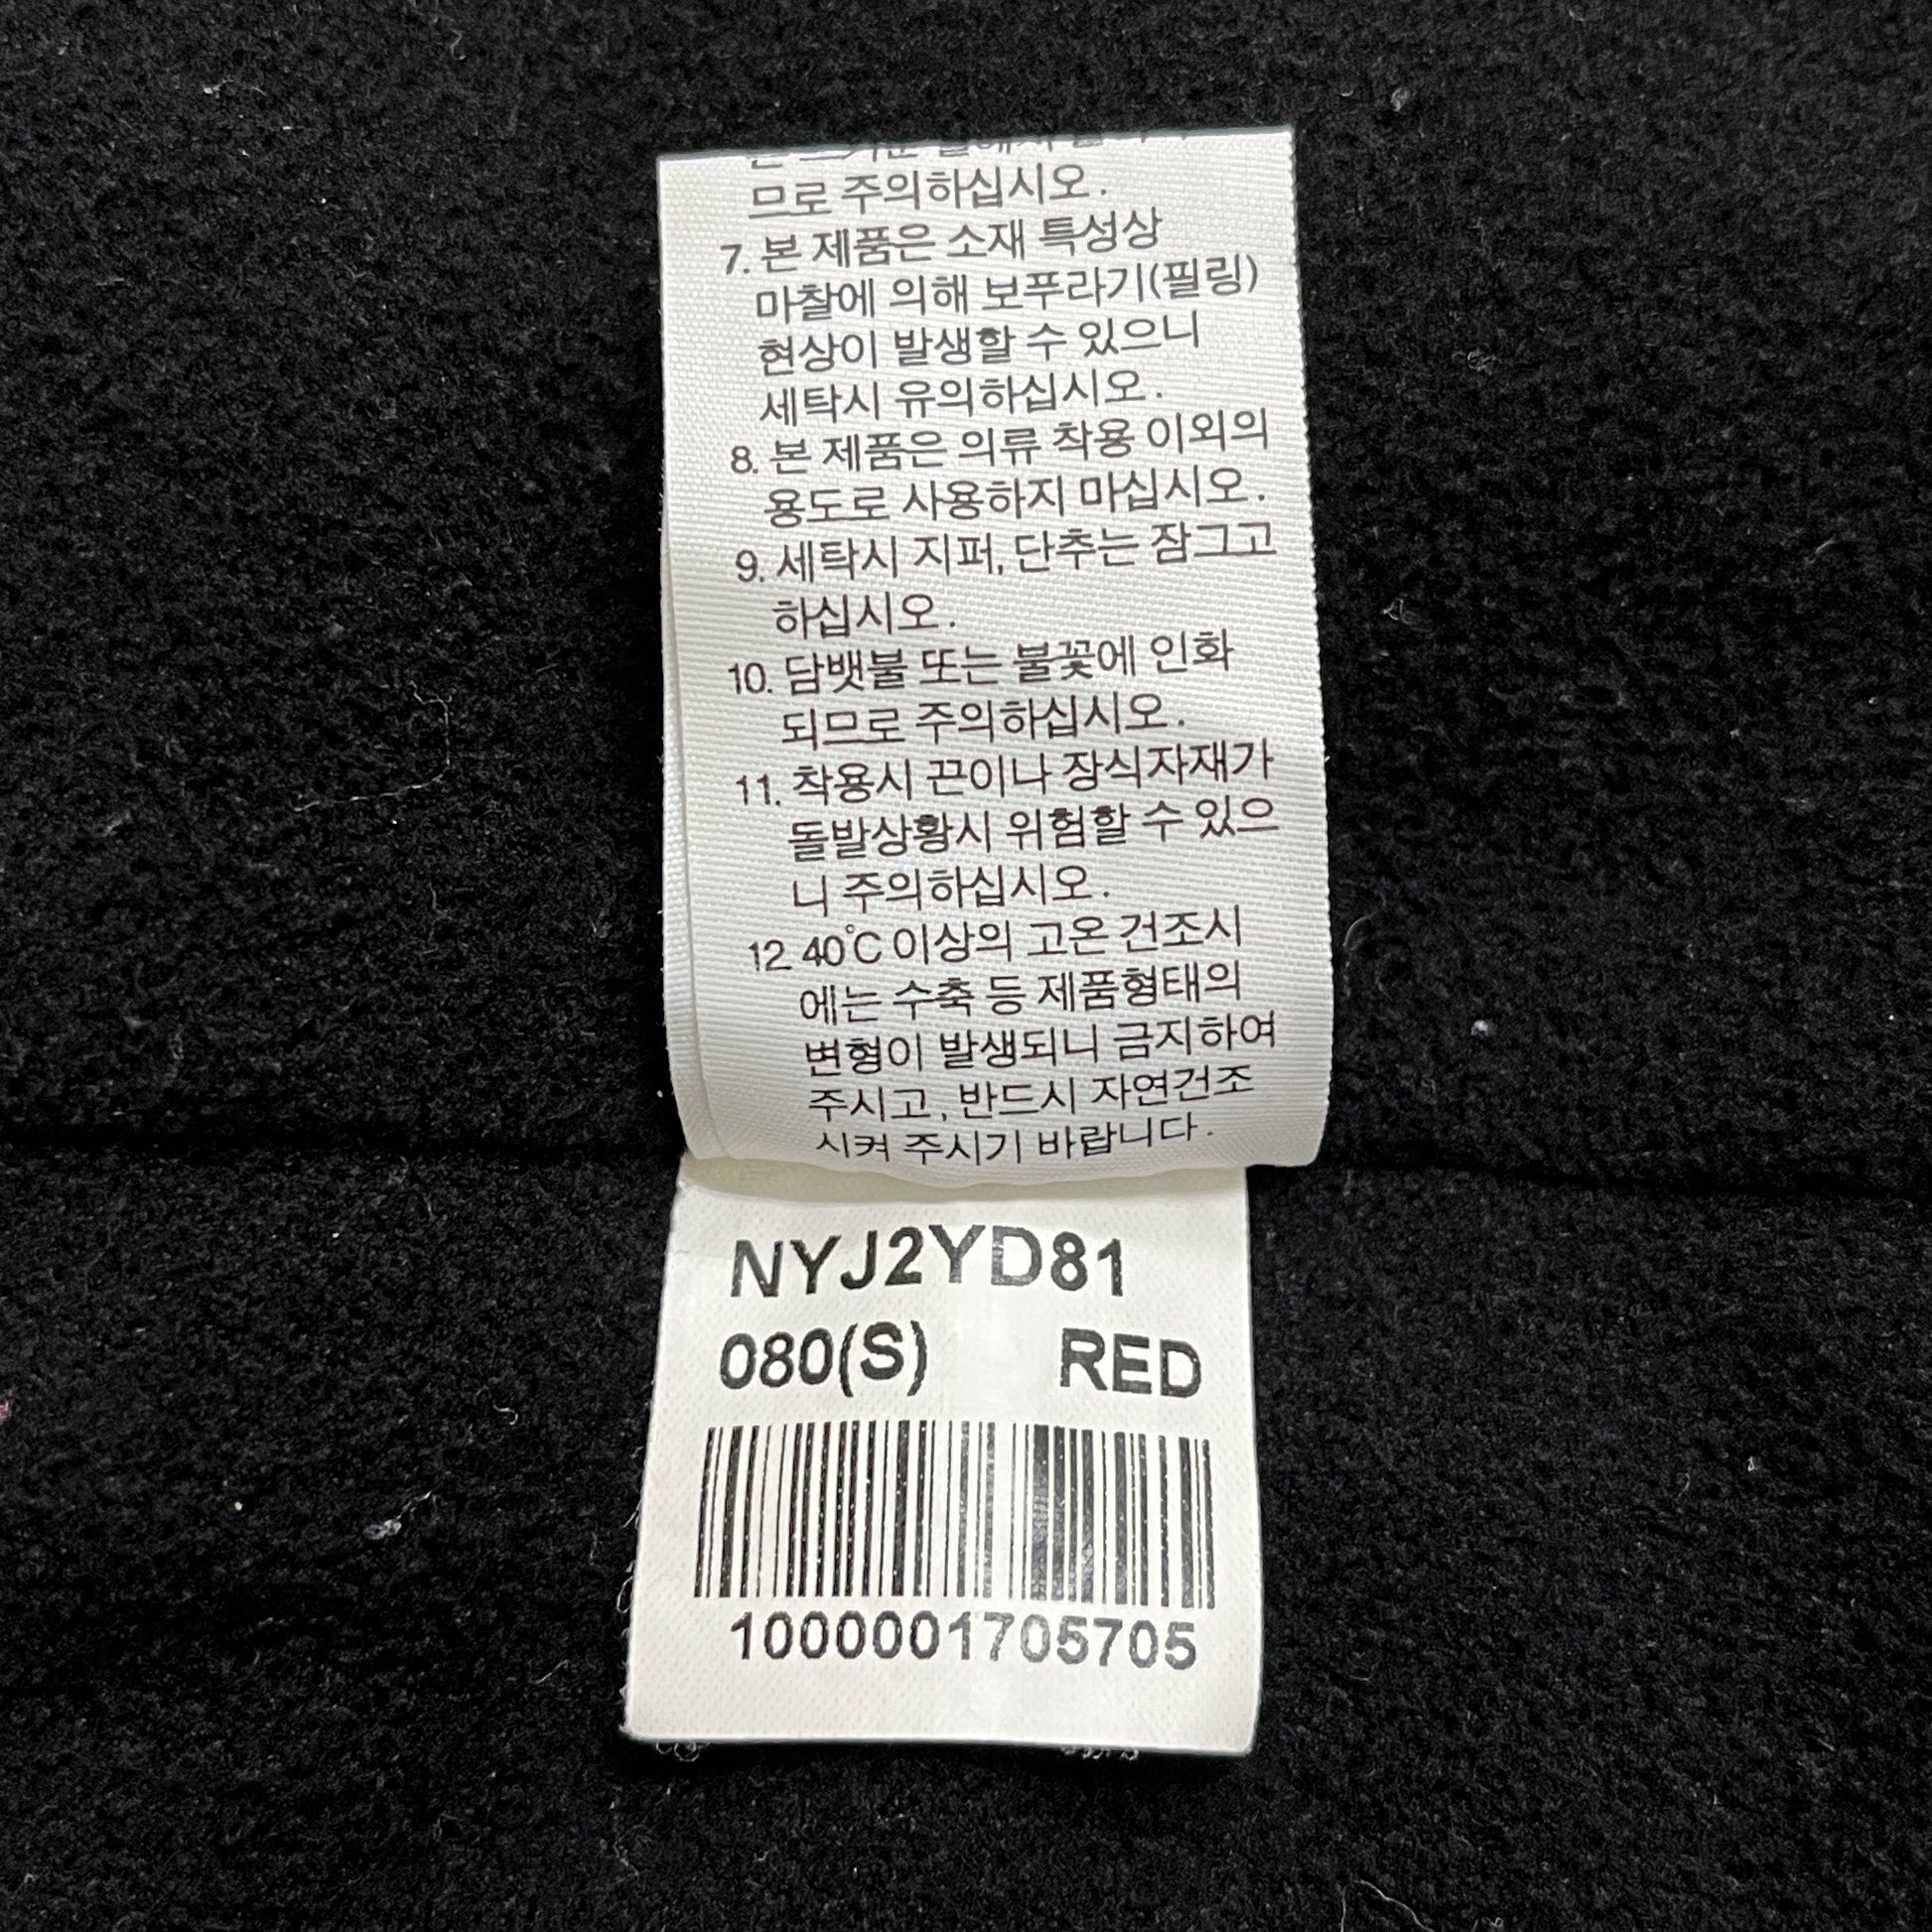 므로 주의하십시오.
7. 본 제품은 소재 특성상
마찰에 의해 보푸라기(필링)
현상이 발생할 수 있으니
세탁시 유의하십시오.
8. 본 제품은 의류 착용 이외의
용도로 사용하지 마십시오.
9. 세탁시 지퍼, 단추는 잠그고
하십시오.
10. 담뱃불 또는 불꽃에 인화
되므로 주의하십시오.
11. 착용시 끈이나 장식자재가
돌발상황시 위험할 수 있으
니 주의하십시오.
12. 40℃ 이상의 고온 건조시
에는 수축 등 제품형태의
변형이 발생되니 금지하여
주시고, 반드시 자연건조
시켜 주시기 바랍니다.
NYJ2YD81
080(S) RED
1000001705705